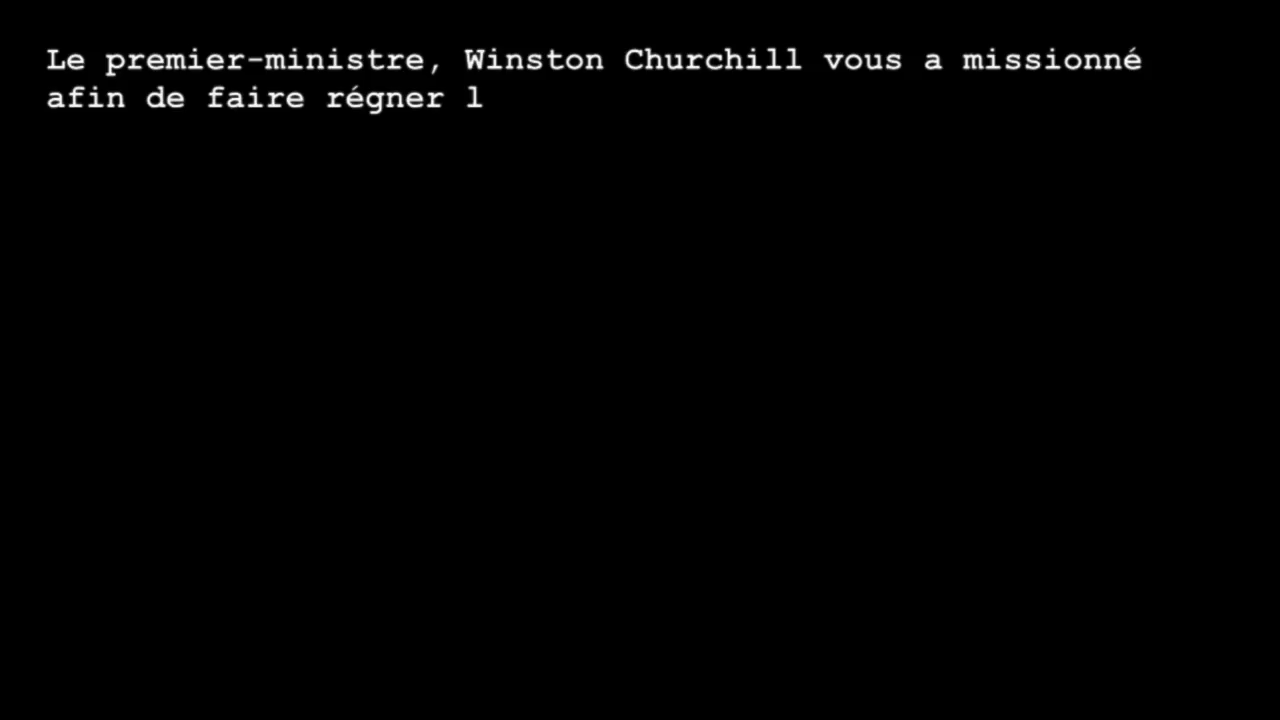 Le premier-ministre, Winston Churchill vous a missionné
afin de faire régner l